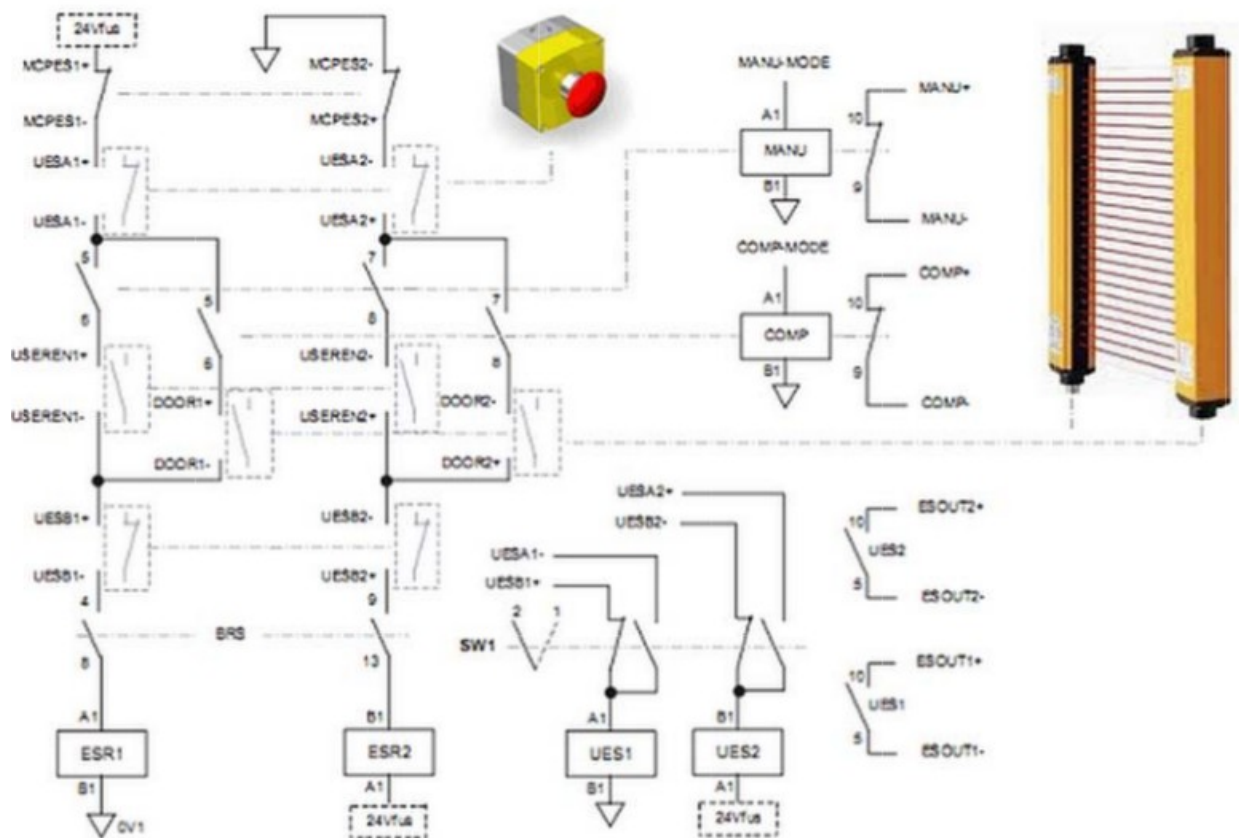 24Vfus
MCPES1+
MCPES2-
MCPES1-
MCPES2+
UESA1+
UESA2-
UESA1-
UESA2+
5
7
5
7
6
8
6
8
USEREN1+
USEREN2-
DOOR1+
DOOR2-
USEREN1-
USEREN2+
DOOR1-
DOOR2+
UESB1+
UESB2-
UESB1-
UESB2+
4
9
BRS
8
13
A1
B1
ESR1
ESR2
B1
A1
0V1
24Vfus
MANU-MODE
MANU+
A1
10
MANU
B1
9
MANU-
COMP-MODE
COMP+
A1
10
COMP
B1
9
COMP-
UESA2+
UESB2-
UESA1-
UESB1+
2
1
SW1
A1
B1
UES1
UES2
B1
A1
24Vfus
ESOUT2+
10
UES2
5
ESOUT2-
ESOUT1+
10
UES1
5
ESOUT1-